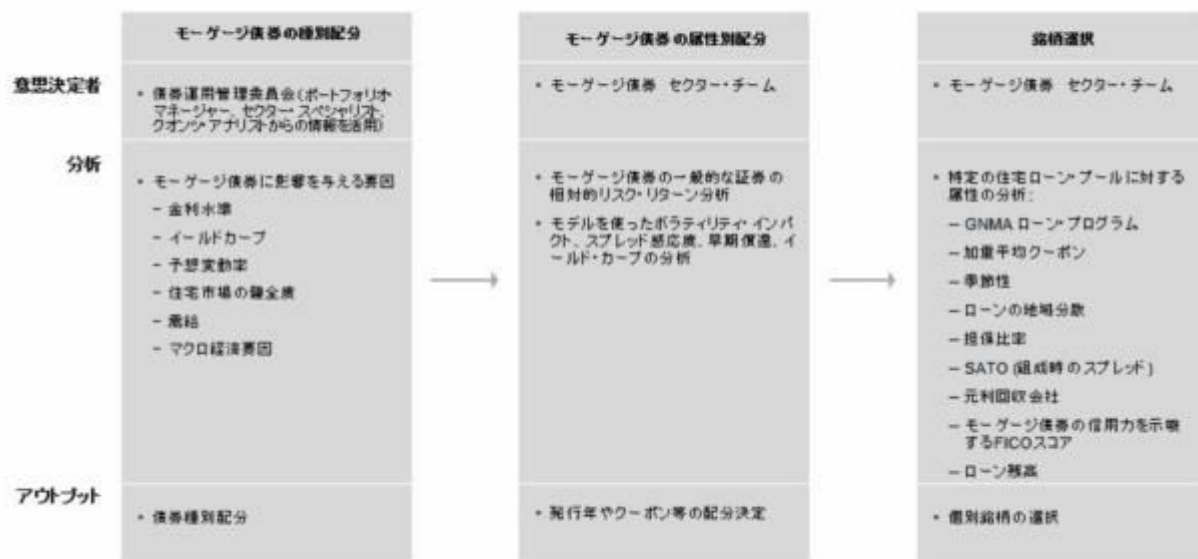 モーゲージ債券の種別配分
モーゲージ債券の属性別配分
銘柄選択
意思決定者
• 債券運用管理委員会(ポートフォリオ・
マネージャー、セクター・スペシャリスト、
クオンツ・アナリストからの情報を活用)
• モーゲージ債券 セクター・チーム
• モーゲージ債券 セクター・チーム
分析
• モーゲージ債券に影響を与える要因
– 金利水準
– イールドカーブ
– 予想変動率
– 住宅市場の健全度
– 需給
– マクロ経済要因
• モーゲージ債券の一般的な証券の
相対的リスク・リターン分析
• モデルを使ったボラティリティ・インパ
クト、スプレッド感応度、早期償還、イ
ールド・カーブの分析
• 特定の住宅ローン・プールに対する
属性の分析:
– GNMA ローン・プログラム
– 加重平均クーポン
– 季節性
– ローンの地域分散
– 担保比率
– SATO (組成時のスプレッド)
– 元利回収会社
– モーゲージ債券の信用力を示唆
するFICOスコア
– ローン残高
アウトプット
• 債券種別配分
• 発行年やクーポン等の配分決定
• 個別銘柄の選択